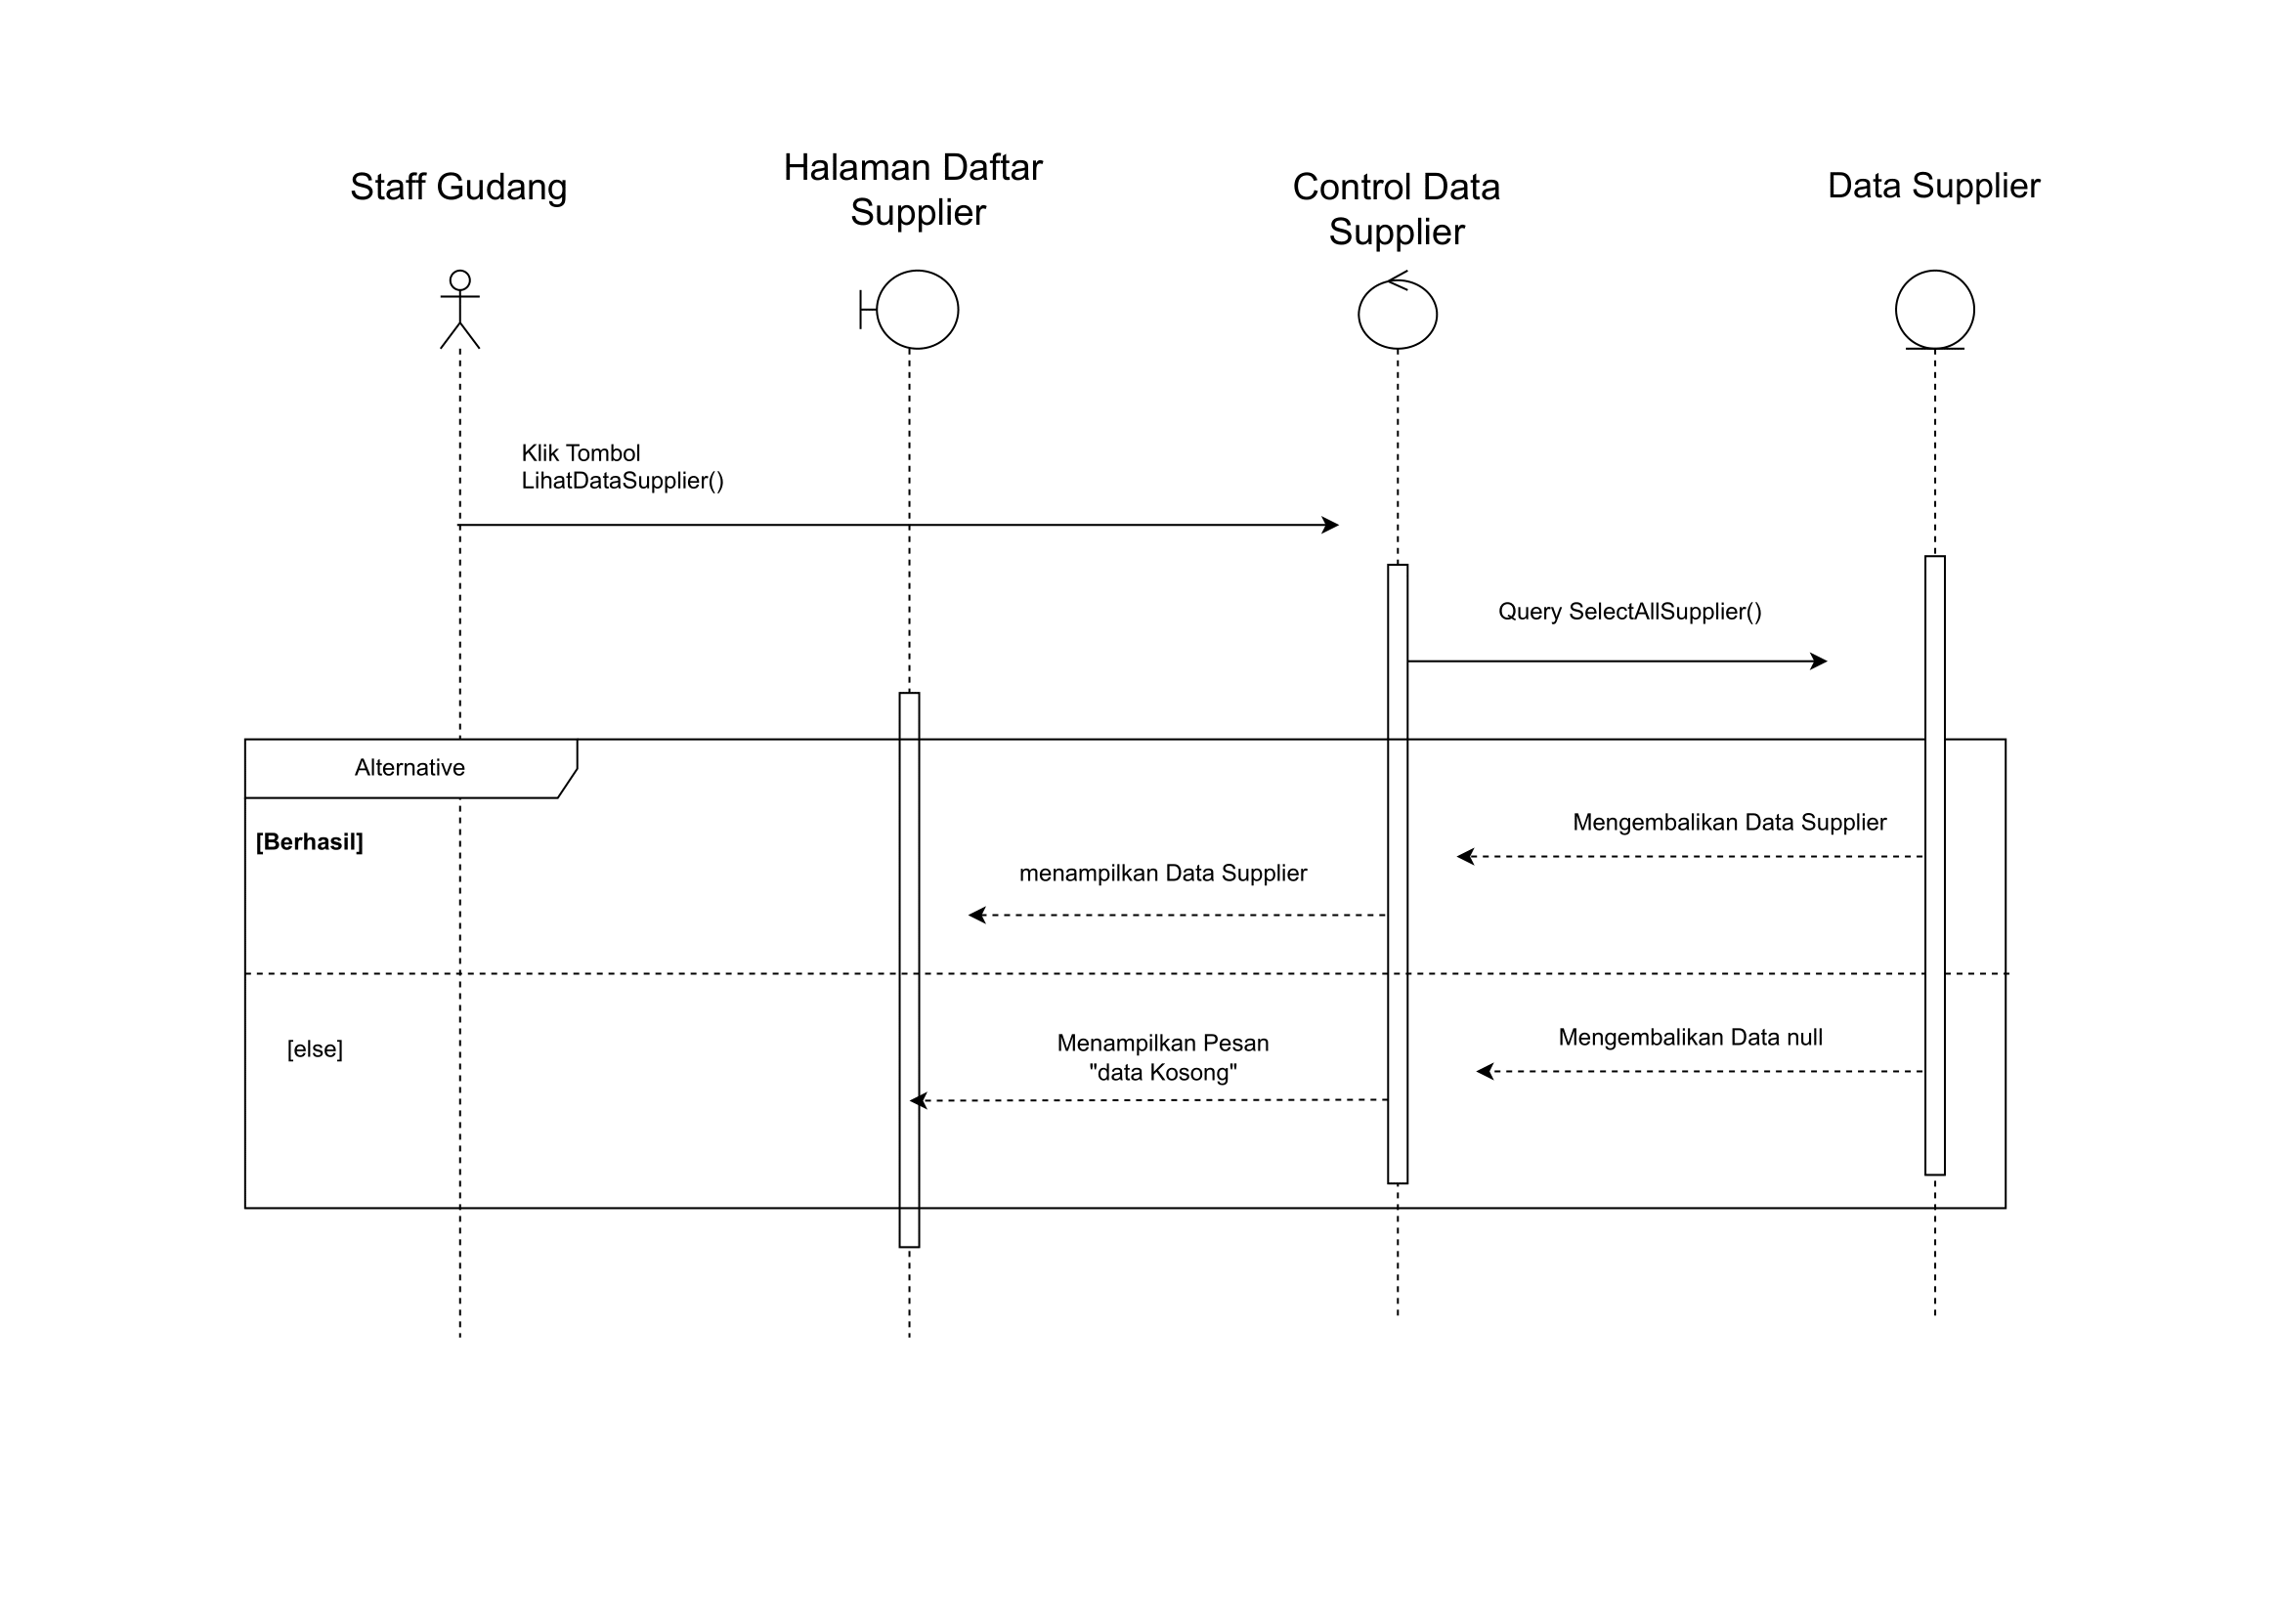 Staff Gudang
Halaman Daftar
Supplier
Control Data
Supplier
Data Supplier
Klik Tombol
LihatDataSupplier()
Query SelectAllSupplier()
Alternative
[Berhasil]
Mengembalikan Data Supplier
menampilkan Data Supplier
[else]
Menampilkan Pesan
"data Kosong"
Mengembalikan Data null